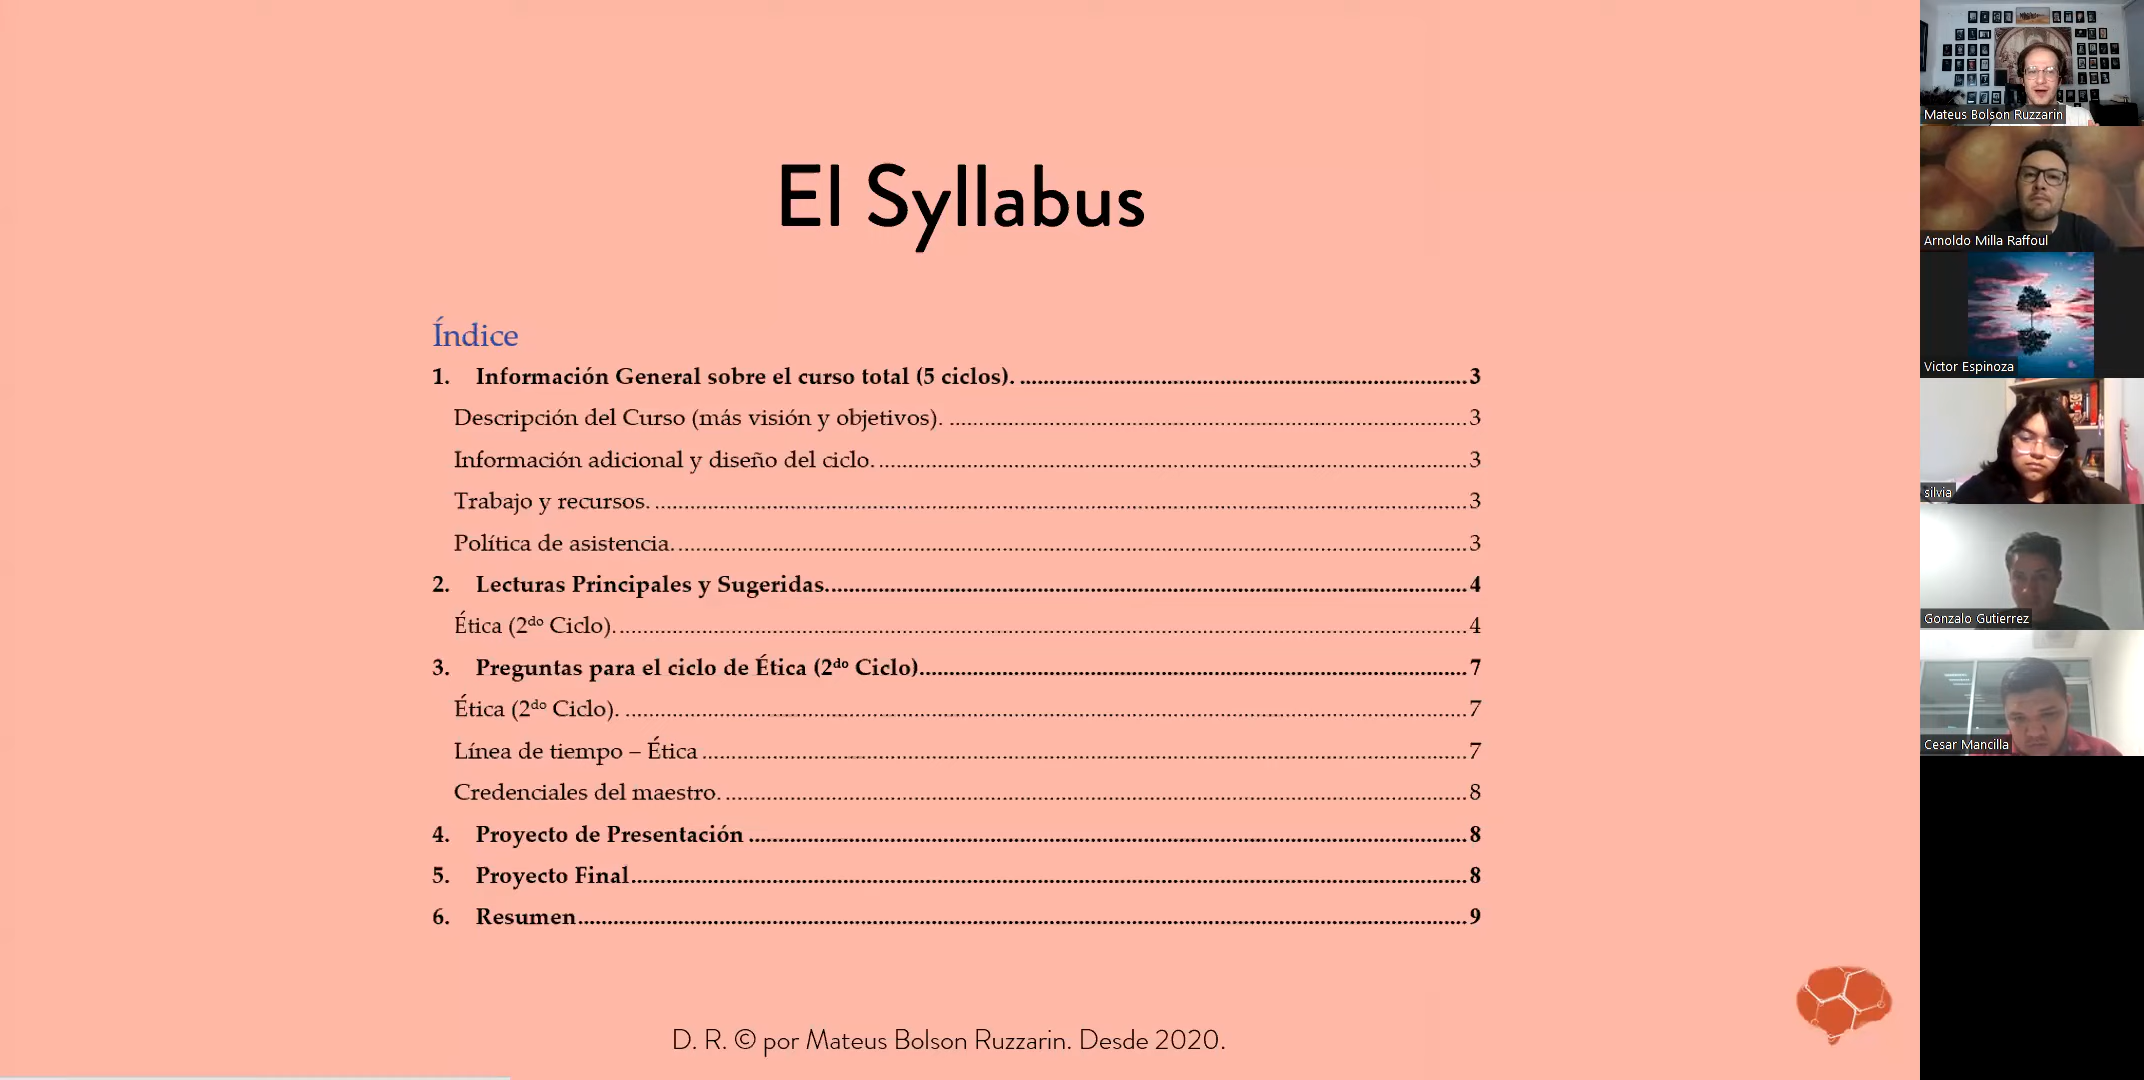 El Syllabus
Índice
1. Información General sobre el curso total (5 ciclos). 3
Descripción del Curso (más visión y objetivos). 3
Información adicional y diseño del ciclo. 3
Trabajo y recursos. 3
Política de asistencia. 3
2. Lecturas Principales y Sugeridas. 4
Ética (2do Ciclo). 4
3. Preguntas para el ciclo de Ética (2do Ciclo). 7
Ética (2do Ciclo). 7
Línea de tiempo – Ética 7
Credenciales del maestro. 8
4. Proyecto de Presentación 8
5. Proyecto Final 8
6. Resumen 9
D. R. © por Mateus Bolson Ruzzarin. Desde 2020.
Mateus Bolson Ruzzarin
Arnoldo Milla Raffoul
Victor Espinoza
silvia
Gonzalo Gutierrez
Cesar Mancilla